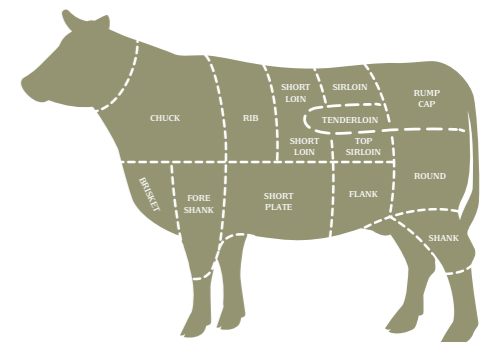 CHUCK
RIB
SHORT
LOIN
SIRLOIN
RUMP
CAP
TENDERLOIN
SHORT
LOIN
TOP
SIRLOIN
BRISKET
FORE
SHANK
SHORT
PLATE
FLANK
ROUND
SHANK